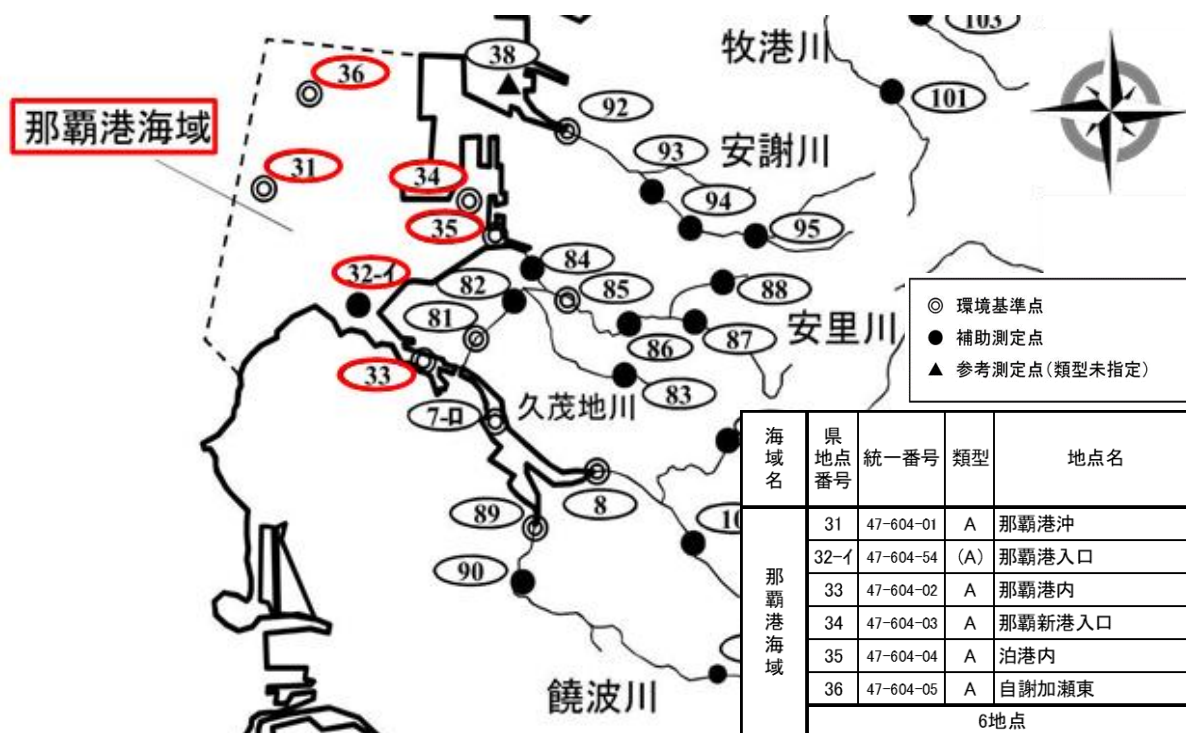 103
牧港川
38
36
101
92
那覇港海域
93
安謝川
31
34
94
95
35
32-イ
84
82
85
88
81
安里川
86
87
33
83
7-ロ
久茂地川
89
8
90
饒波川
◎ 環境基準点
● 補助測定点
▲ 参考測定点(類型未指定)
海域名 県地点番号 統一番号 類型 地点名
那覇港海域
31 47-604-01 A 那覇港沖
32-イ 47-604-54 (A) 那覇港入口
33 47-604-02 A 那覇港内
34 47-604-03 A 那覇新港入口
35 47-604-04 A 泊港内
36 47-604-05 A 自謝加瀬東
6地点